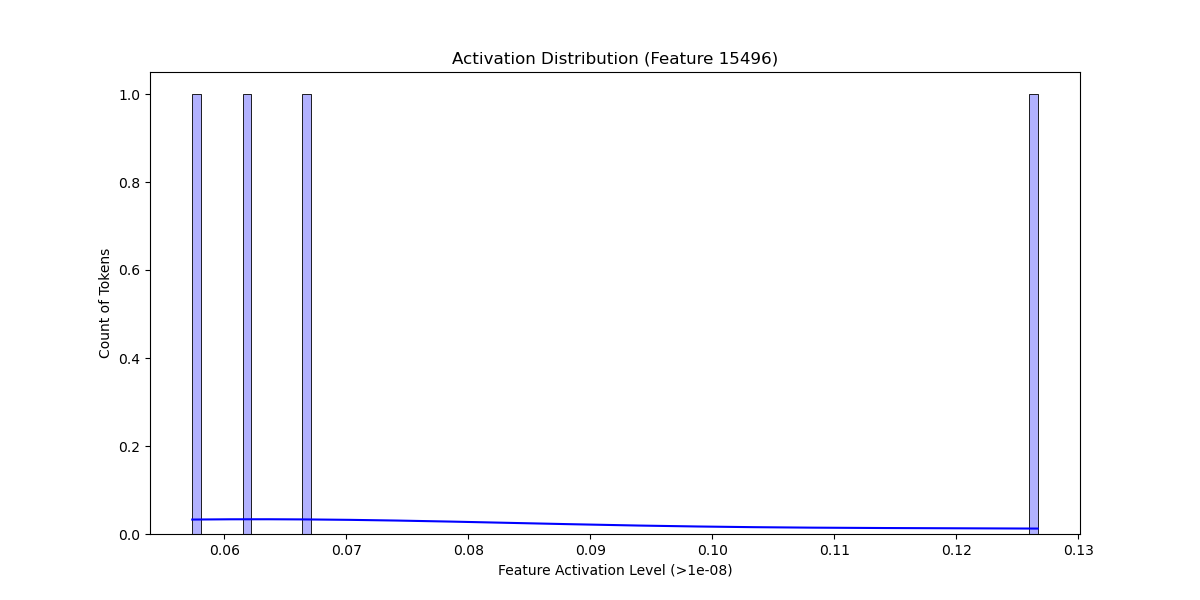 Activation Distribution (Feature 15496)
1.0
0.8
0.6
0.4
0.2
0.0
Count of Tokens
0.06 0.07 0.08 0.09 0.10 0.11 0.12 0.13
Feature Activation Level (>1e-08)